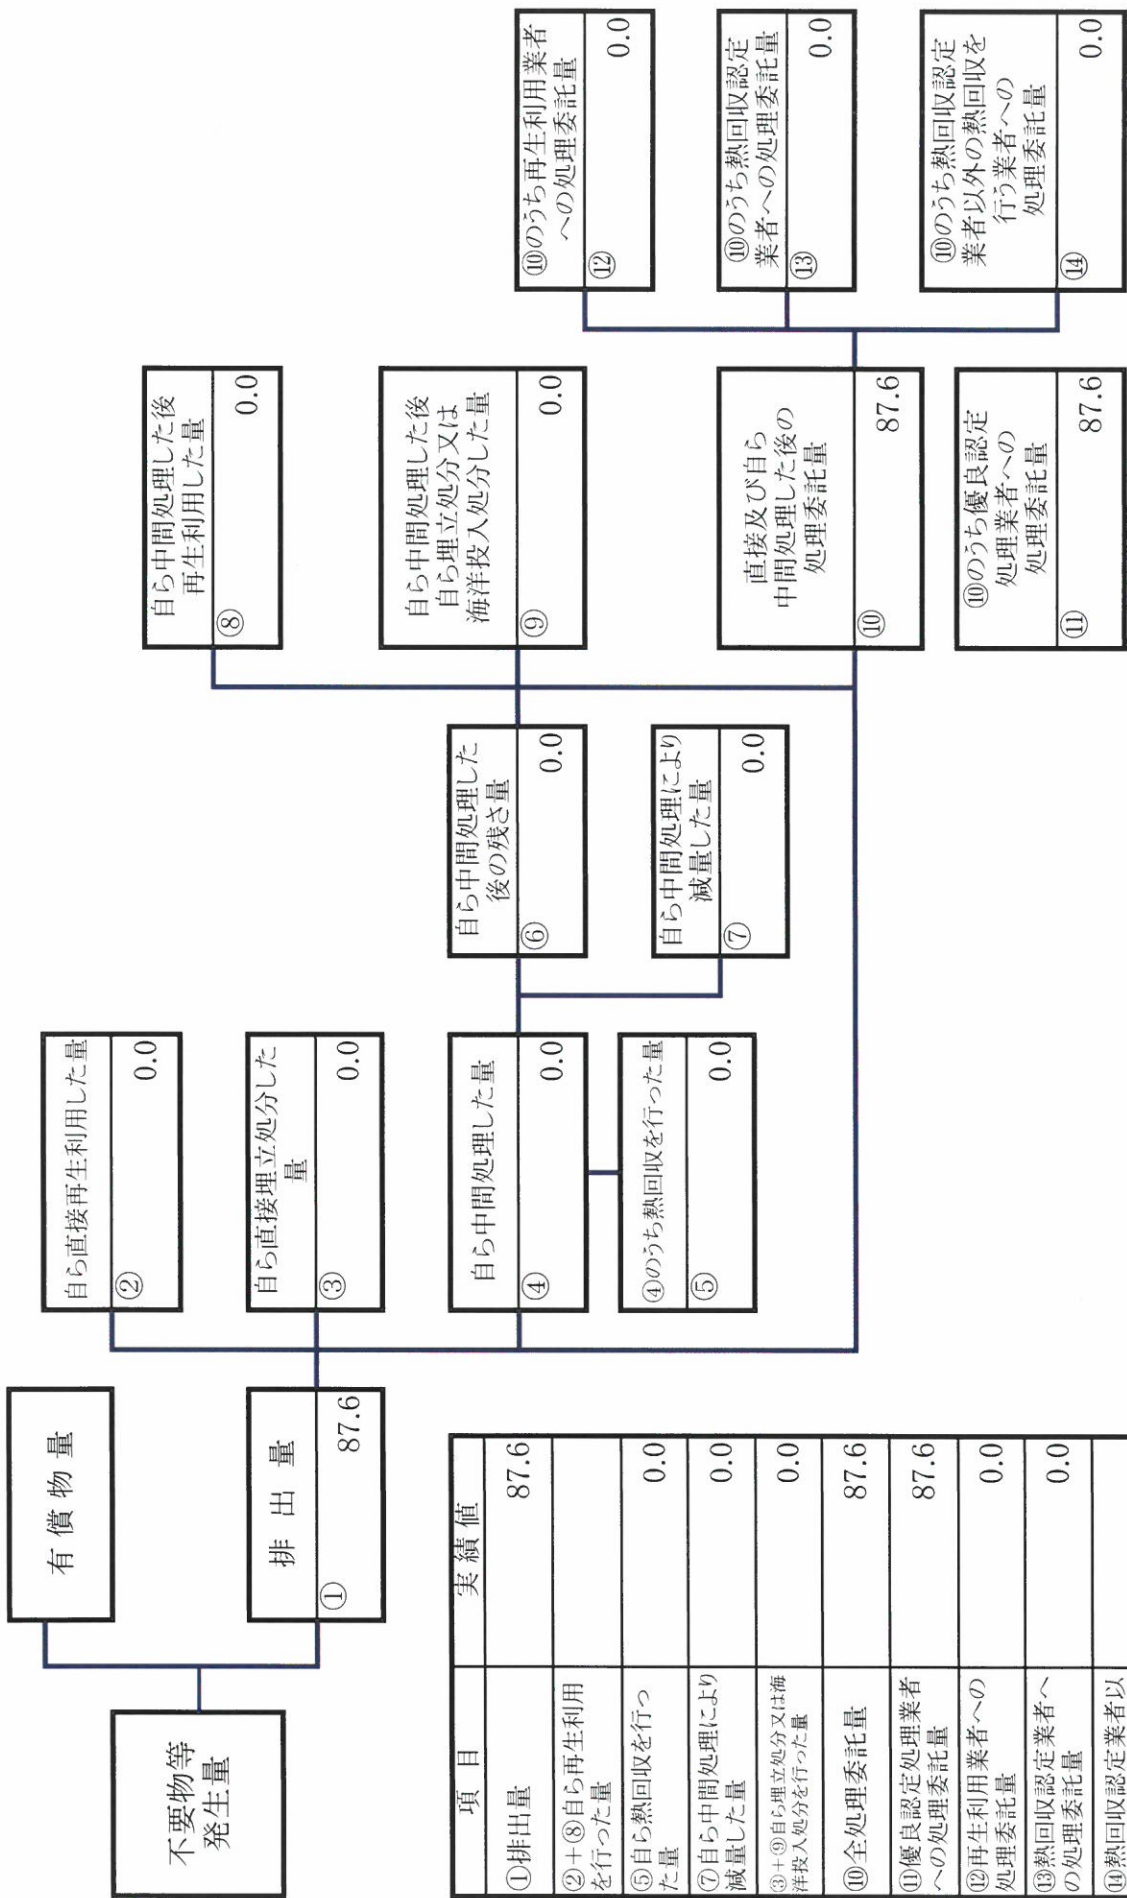 不要物等
発生量
有償物量
排出量
① 87.6
自ら直接再生利用した量
② 0.0
自ら直接埋立処分した
量
③ 0.0
自ら中間処理した量
④ 0.0
④のうち熱回収を行った量
⑤ 0.0
自ら中間処理した
後の残さ量
⑥ 0.0
自ら中間処理により
減量した量
⑦ 0.0
自ら中間処理した後
再生利用した量
⑧ 0.0
自ら中間処理した後
自ら埋立処分又は
海洋投入処分した量
⑨ 0.0
直接及び自ら
中間処理した後の
処理委託量
⑩ 87.6
⑩のうち優良認定
処理業者への
処理委託量
⑪ 87.6
⑩のうち再生利用業者
への処理委託量
⑫ 0.0
⑩のうち熱回収認定
業者への処理委託量
⑬ 0.0
⑩のうち熱回収認定
業者以外の熱回収を
行う業者への
処理委託量
⑭ 0.0
項目 実績値
①排出量 87.6
②+⑧自ら再生利用
を行った量
⑤自ら熱回収を行っ
た量 0.0
⑦自ら中間処理により
減量した量 0.0
③+⑨自ら埋立処分又は海
洋投入処分を行った量 0.0
⑩全処理委託量 87.6
⑪優良認定処理業者
への処理委託量 87.6
⑫再生利用業者への
処理委託量 0.0
⑬熱回収認定業者へ
の処理委託量 0.0
⑭熱回収認定業者以